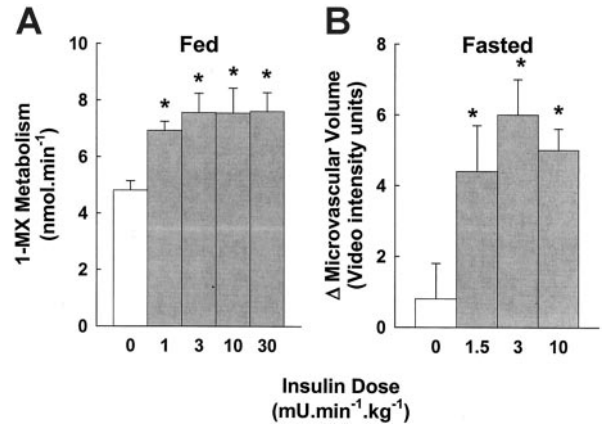 A
Fed
1-MX Metabolism
(nmol.min⁻¹)
10
8
6
4
2
0
* * * *
0 1 3 10 30
B
Fasted
Δ Microvascular Volume
(Video intensity units)
8
6
4
2
0
* * *
0 1.5 3 10
Insulin Dose
(mU.min⁻¹.kg⁻¹)